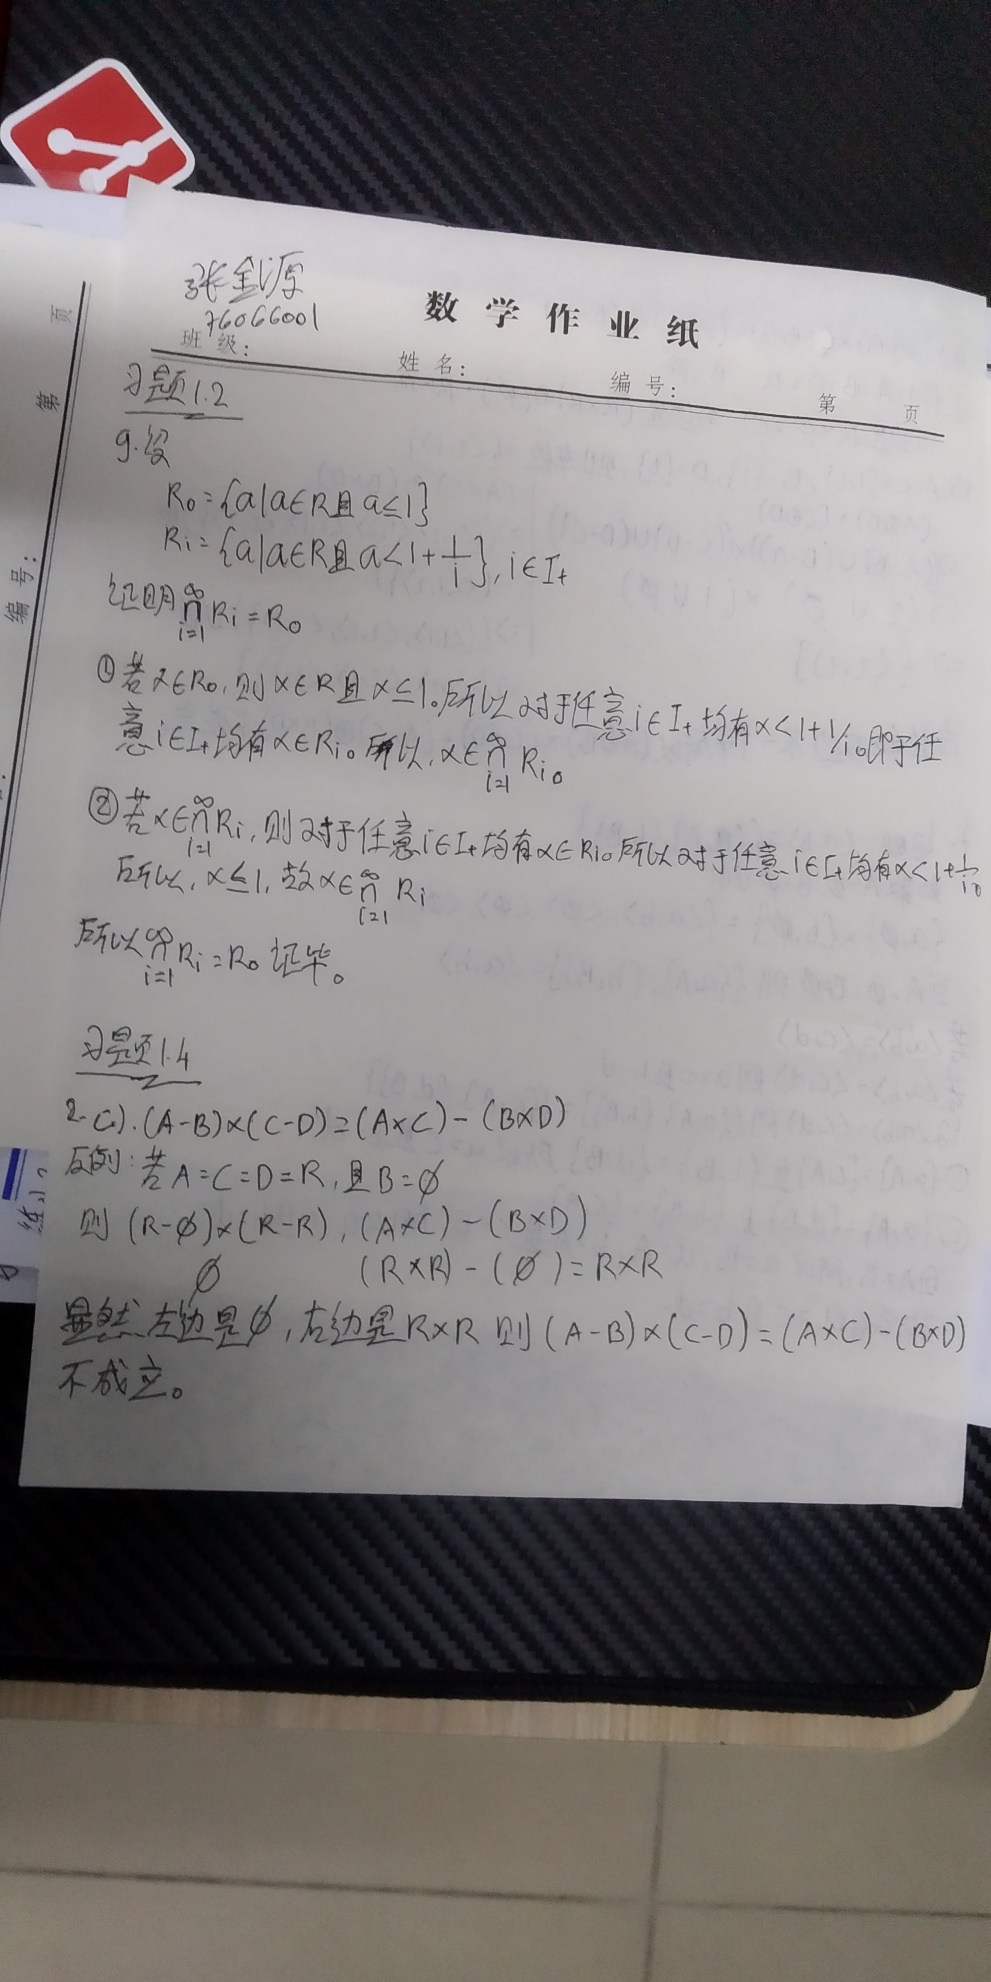 张金源
76066001
数学作业纸
班级:
姓名:
编号:
第 页
习题1.2
9.设
R₀={a|a∈R且a≤1}
Rᵢ={a|a∈R且a<1+1/i},i∈I₊
证明∩(i=1,∞)Rᵢ=R₀
①若x∈R₀,则x∈R且x≤1。所以对于任意i∈I₊均有x<1+1/i。即于任
意i∈I₊均有x∈Rᵢ。所以,x∈∩(i=1,∞)Rᵢ。
②若x∈∩(i=1,∞)Rᵢ,则对于任意i∈I₊均有x∈Rᵢ。所以对于任意i∈I₊均有x<1+1/i。
所以,x≤1,故x∈∩(i=1,∞)Rᵢ
所以∩(i=1,∞)Rᵢ=R₀证毕。
习题1.4
2.c).(A-B)×(C-D)=(A×C)-(B×D)
反例:若A=C=D=R,且B=∅
则(R-∅)×(R-R),(A×C)-(B×D)
∅ (R×R)-(∅)=R×R
显然左边是∅,右边是R×R则(A-B)×(C-D)=(A×C)-(B×D)
不成立。
页
第
编号: